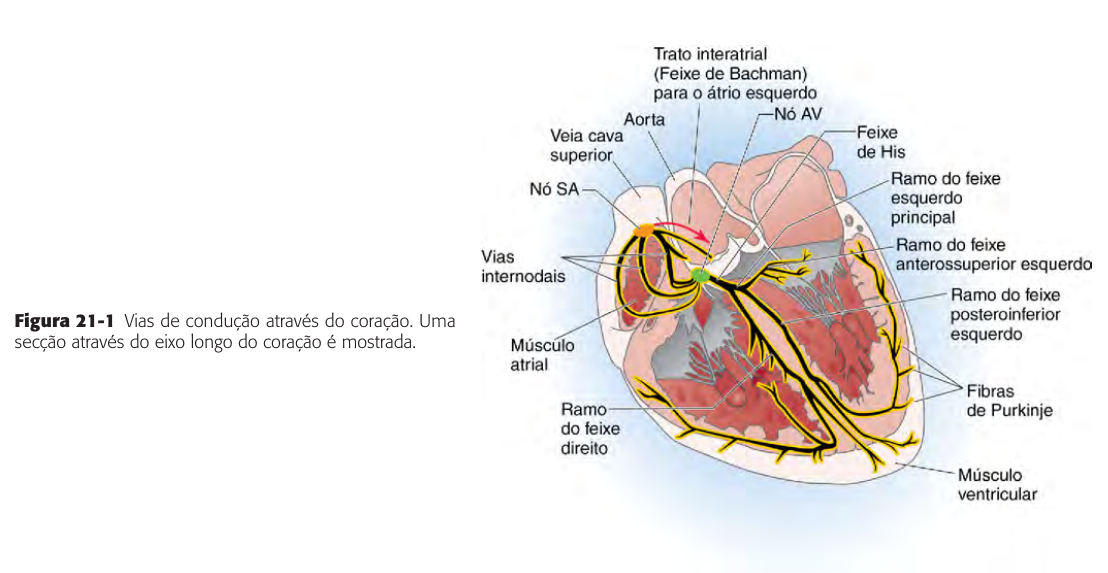 Trato interatrial
(Feixe de Bachman)
para o átrio esquerdo
Nó AV
Aorta
Feixe
de His
Veia cava
superior
Ramo do feixe
esquerdo
principal
Nó SA
Ramo do feixe
anterossuperior esquerdo
Vias
internodais
Ramo do feixe
posteroinferior
esquerdo
Figura 21-1 Vias de condução através do coração. Uma
secção através do eixo longo do coração é mostrada.
Músculo
atrial
Fibras
de Purkinje
Ramo
do feixe
direito
Músculo
ventricular